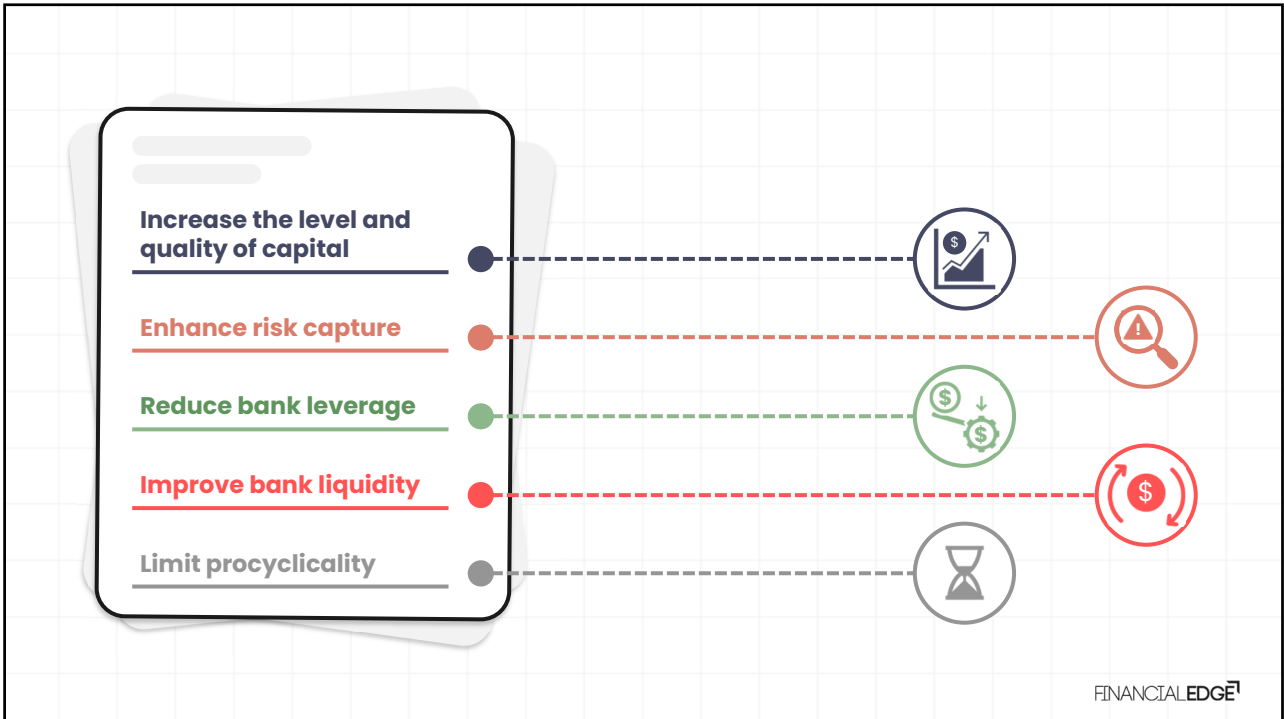 Increase the level and
quality of capital
$
Enhance risk capture
!
Reduce bank leverage
$
$
Improve bank liquidity
$
Limit procyclicality
FINANCIALEDGE